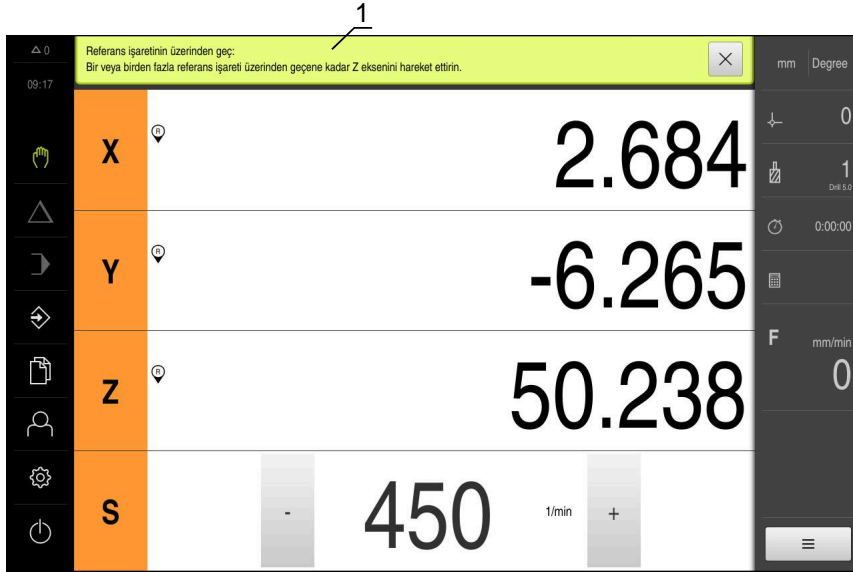 1
△ 0
Referans işaretinin üzerinden geç:
Bir veya birden fazla referans işareti üzerinden geçene kadar Z eksenini hareket ettirin.
mm Degree
09:17
X R 2.684
0
1
Drill 5.0
Y R -6.265
0:00:00
Z R 50.238
F mm/min
0
S - 450 1/min +